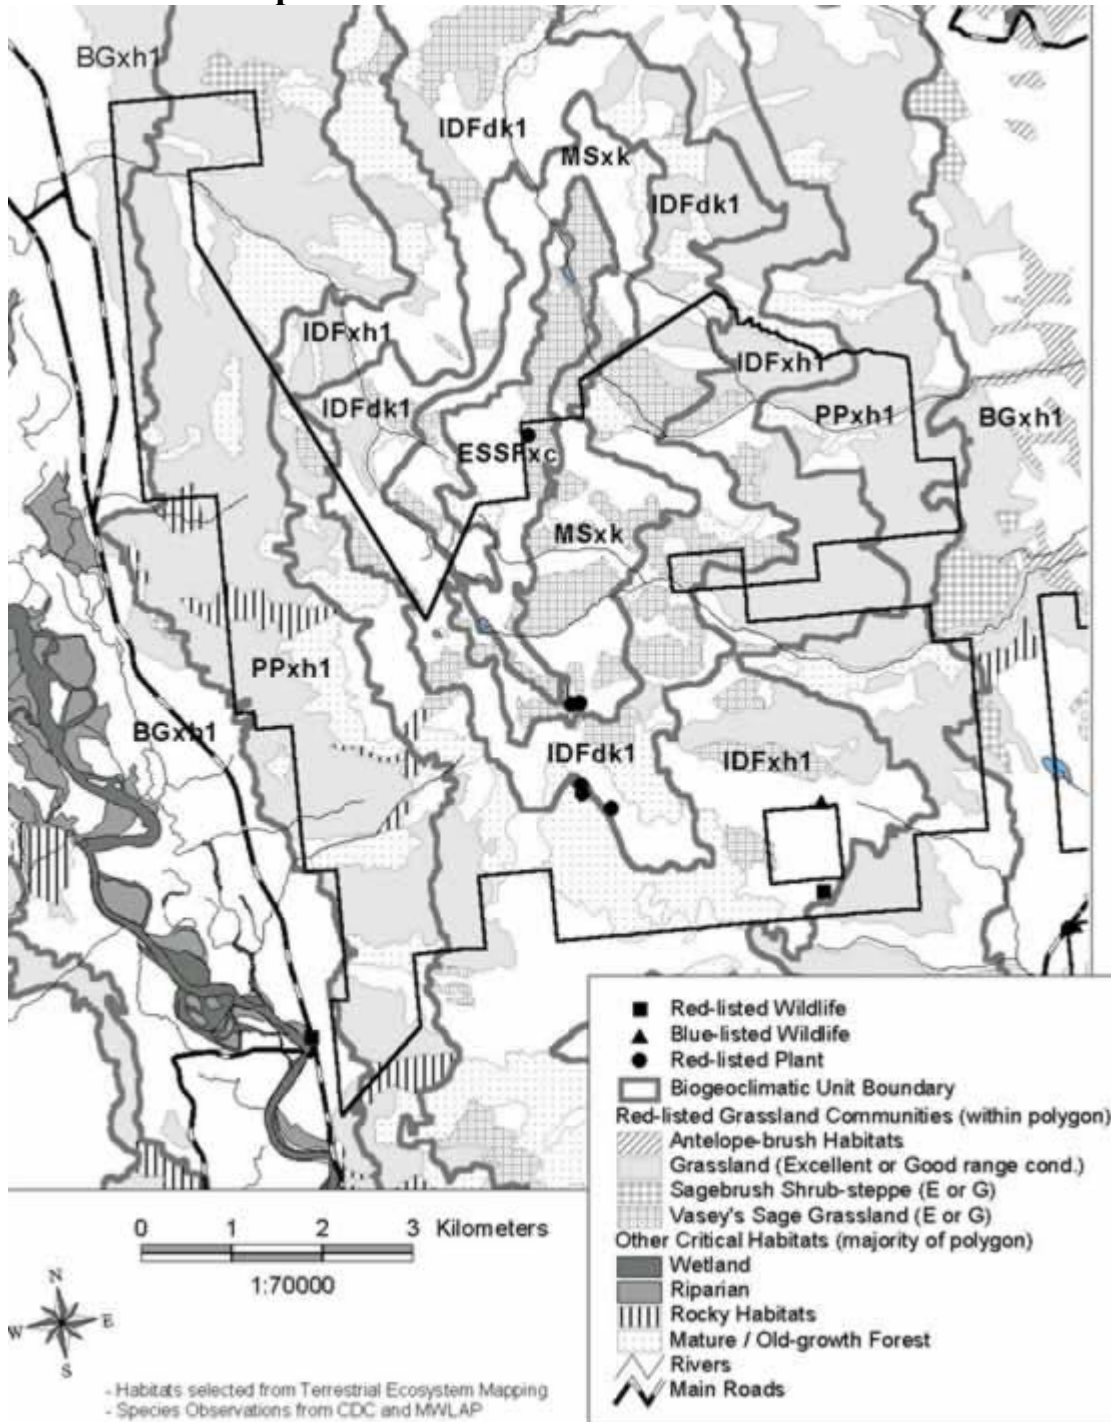 BGxh1
IDFdk1
MSxk
IDFdk1
IDFxh1
IDFxh1
IDFdk1
PPxh1
BGxh1
ESSFxc
MSxk
PPxh1
BGxh1
IDFdk1
IDFxh1
Red-listed Wildlife
Blue-listed Wildlife
Red-listed Plant
Biogeoclimatic Unit Boundary
Red-listed Grassland Communities (within polygon)
Antelope-brush Habitats
Grassland (Excellent or Good range cond.)
Sagebrush Shrub-steppe (E or G)
Vasey's Sage Grassland (E or G)
Other Critical Habitats (majority of polygon)
Wetland
Riparian
Rocky Habitats
Mature / Old-growth Forest
Rivers
Main Roads
0 1 2 3 Kilometers
1:70000
N
W E
S
- Habitats selected from Terrestrial Ecosystem Mapping
- Species Observations from CDC and MWLAP